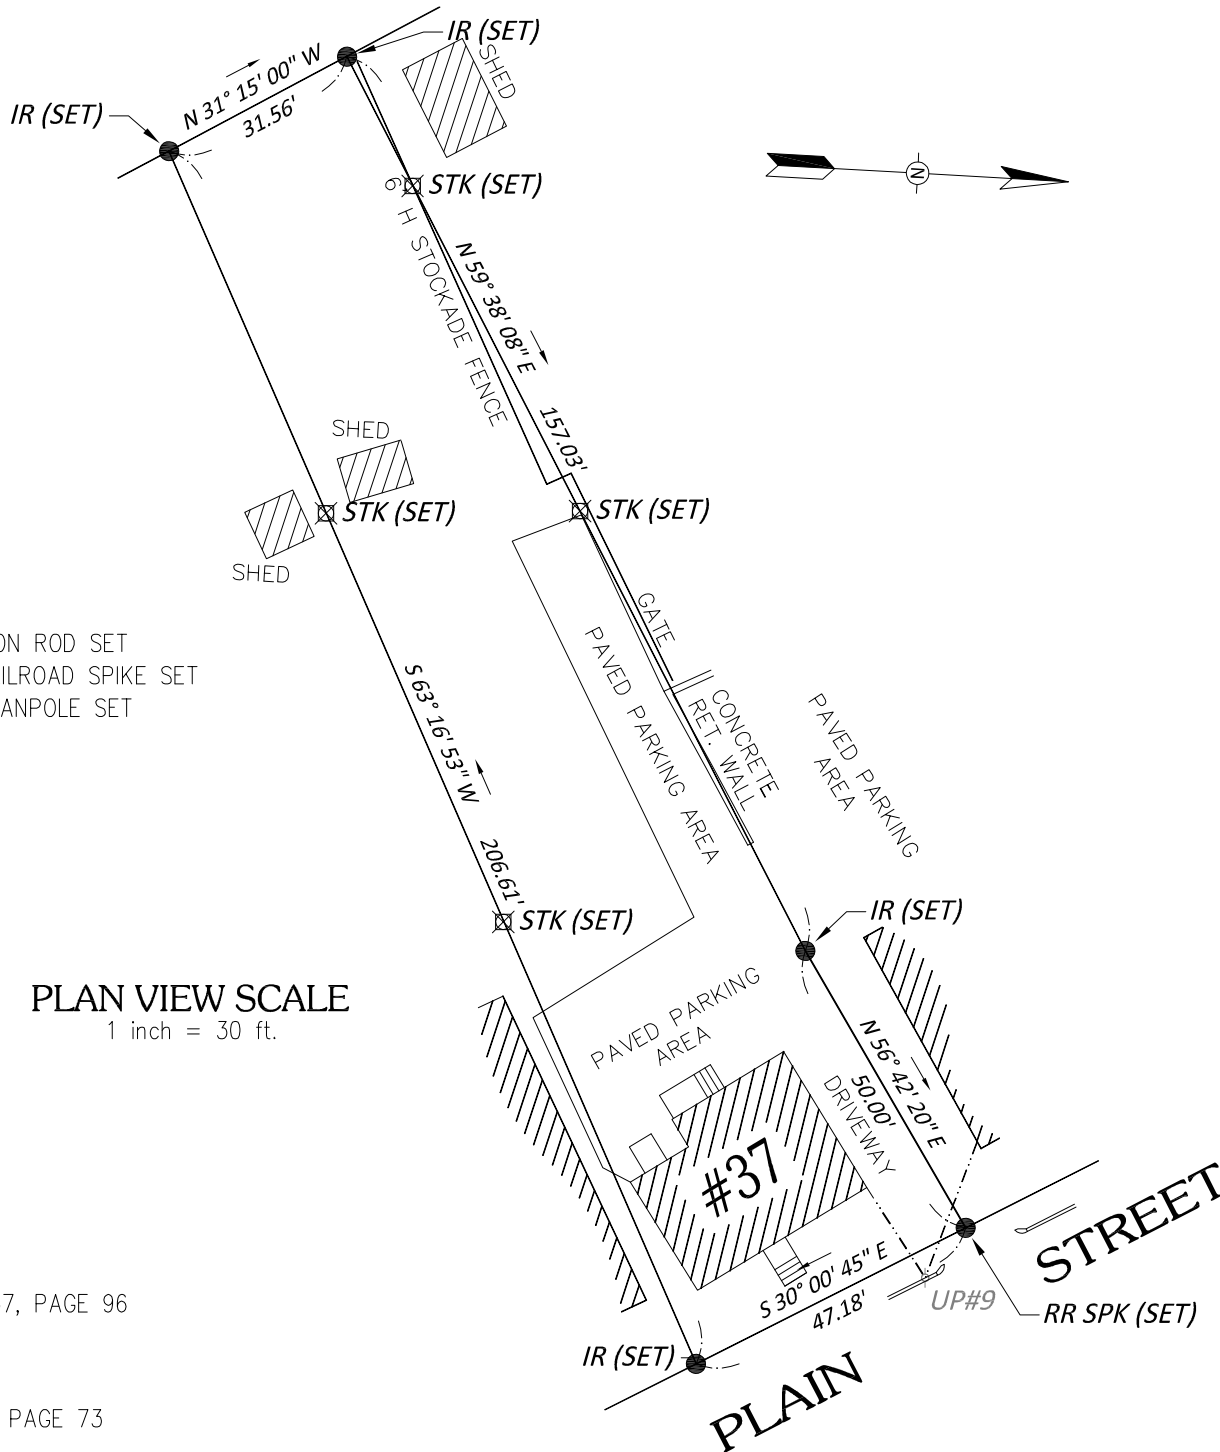 IR (SET)
N 31° 15' 00" W
31.56'
IR (SET)
SHED
N
STK (SET)
6' H STOCKADE FENCE
N 59° 38' 08" E
157.03'
SHED
STK (SET)
STK (SET)
SHED
GATE
ON ROD SET
ILROAD SPIKE SET
ANPOLE SET
PAVED PARKING AREA
S 63° 16' 53" W
206.61'
CONCRETE
RET. WALL
PAVED PARKING
AREA
STK (SET)
IR (SET)
PLAN VIEW SCALE
1 inch = 30 ft.
PAVED PARKING
AREA
N 56° 42' 20" E
50.00'
DRIVEWAY
#37
S 30° 00' 45" E
47.18'
UP#9
RR SPK (SET)
7, PAGE 96
IR (SET)
PLAIN STREET
PAGE 73